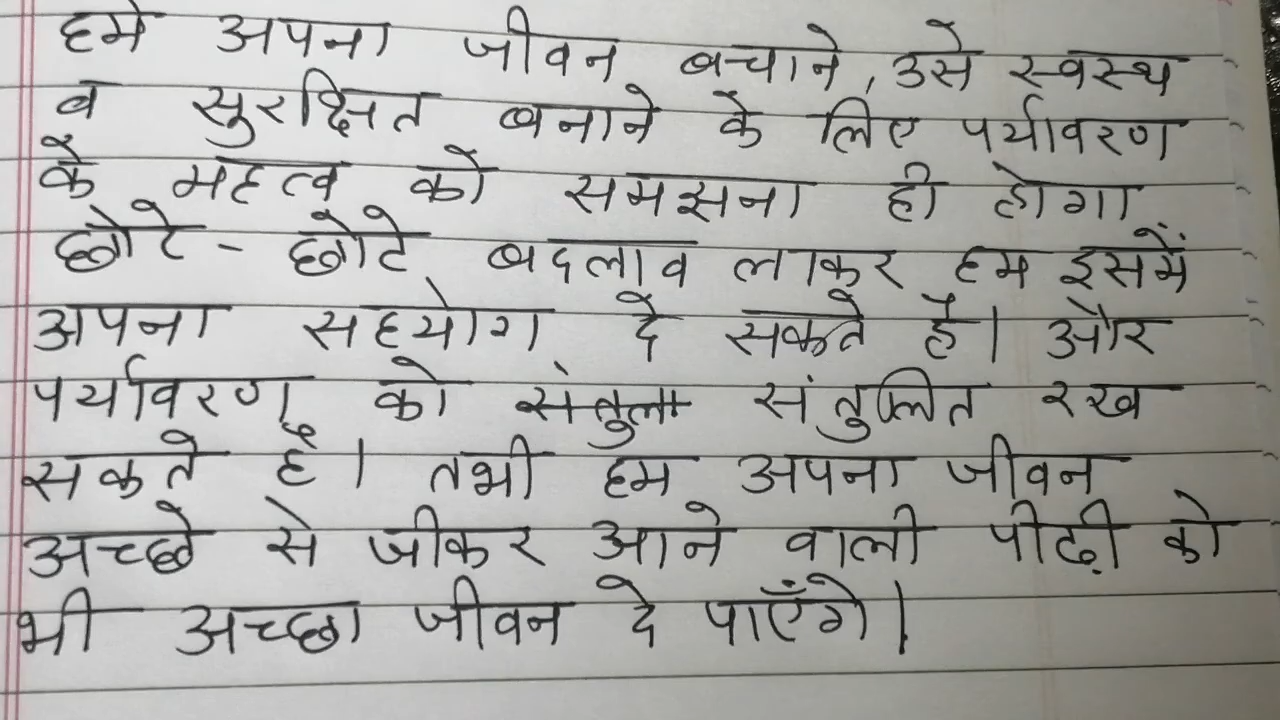 हमे अपना जीवन बचाने, उसे स्वस्थ
व सुरक्षित बनाने के लिए पर्यावरण
के महत्व को समझना ही होगा
छोटे - छोटे बदलाव लाकर हम इसमें
अपना सहयोग दे सकते है। और
पर्यावरण को संतुला संतुलित रख
सकते है। तभी हम अपना जीवन
अच्छे से जीकर आने वाली पीढ़ी को
भी अच्छा जीवन दे पाएँगे।